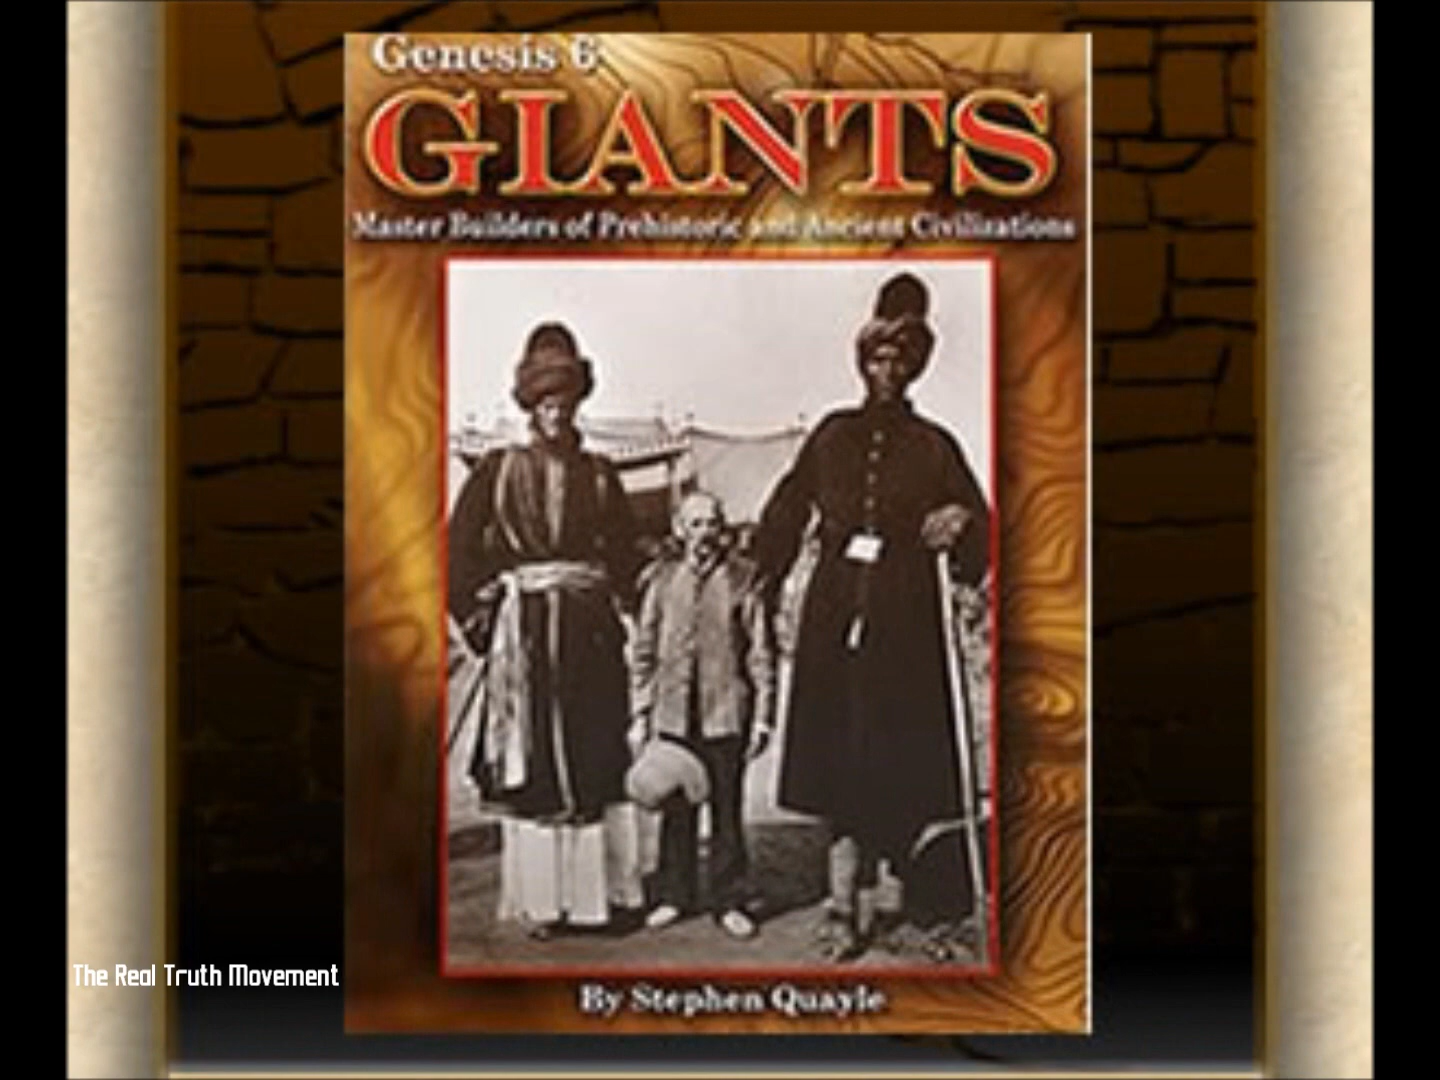 Genesis 6
GIANTS
Master Builders of Prehistoric and Ancient Civilizations
By Stephen Quayle
The Real Truth Movement